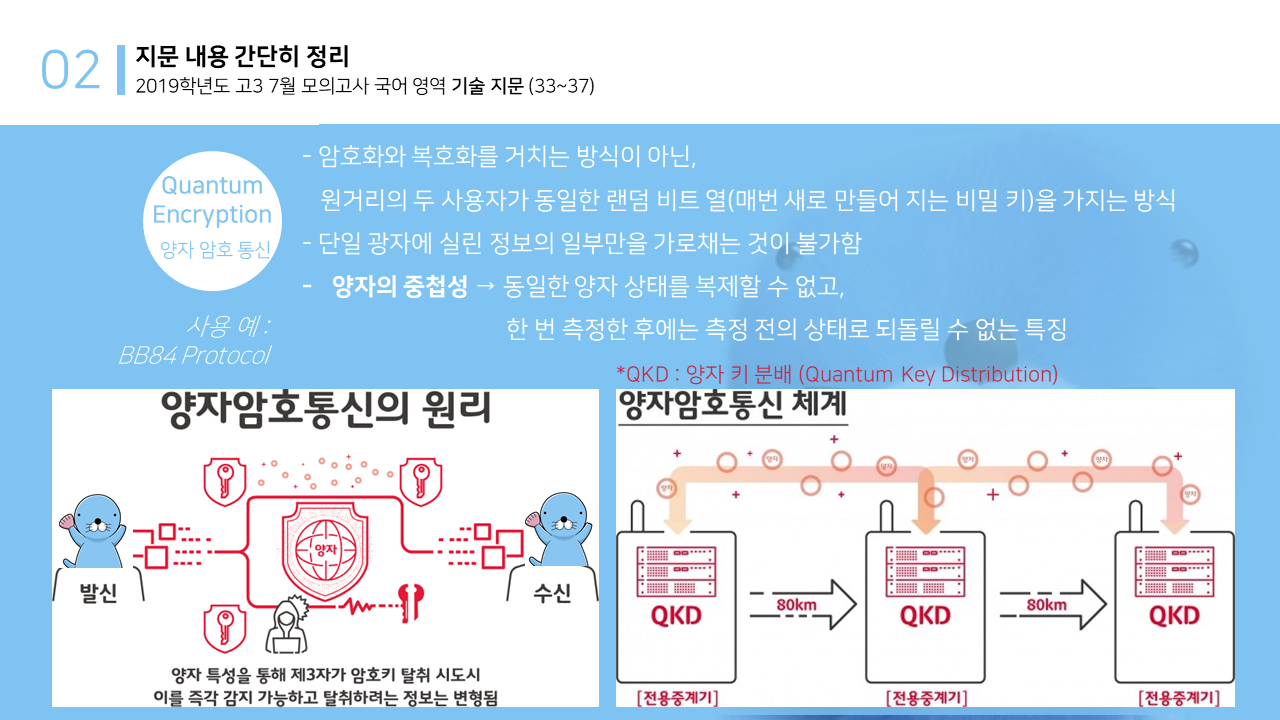 02
지문 내용 간단히 정리
2019학년도 고3 7월 모의고사 국어 영역 기술 지문 (33~37)
Quantum
Encryption
양자 암호 통신
사용 예 :
BB84 Protocol
- 암호화와 복호화를 거치는 방식이 아닌,
원거리의 두 사용자가 동일한 랜덤 비트 열(매번 새로 만들어 지는 비밀 키)을 가지는 방식
- 단일 광자에 실린 정보의 일부만을 가로채는 것이 불가함
- 양자의 중첩성 → 동일한 양자 상태를 복제할 수 없고,
한 번 측정한 후에는 측정 전의 상태로 되돌릴 수 없는 특징
*QKD : 양자 키 분배 (Quantum Key Distribution)
양자암호통신의 원리
양자
발신
수신
양자 특성을 통해 제3자가 암호키 탈취 시도시
이를 즉각 감지 가능하고 탈취하려는 정보는 변형됨
양자암호통신 체계
양자
양자
양자
양자
양자
양자
QKD
80km
QKD
80km
QKD
[전용중계기]
[전용중계기]
[전용중계기]